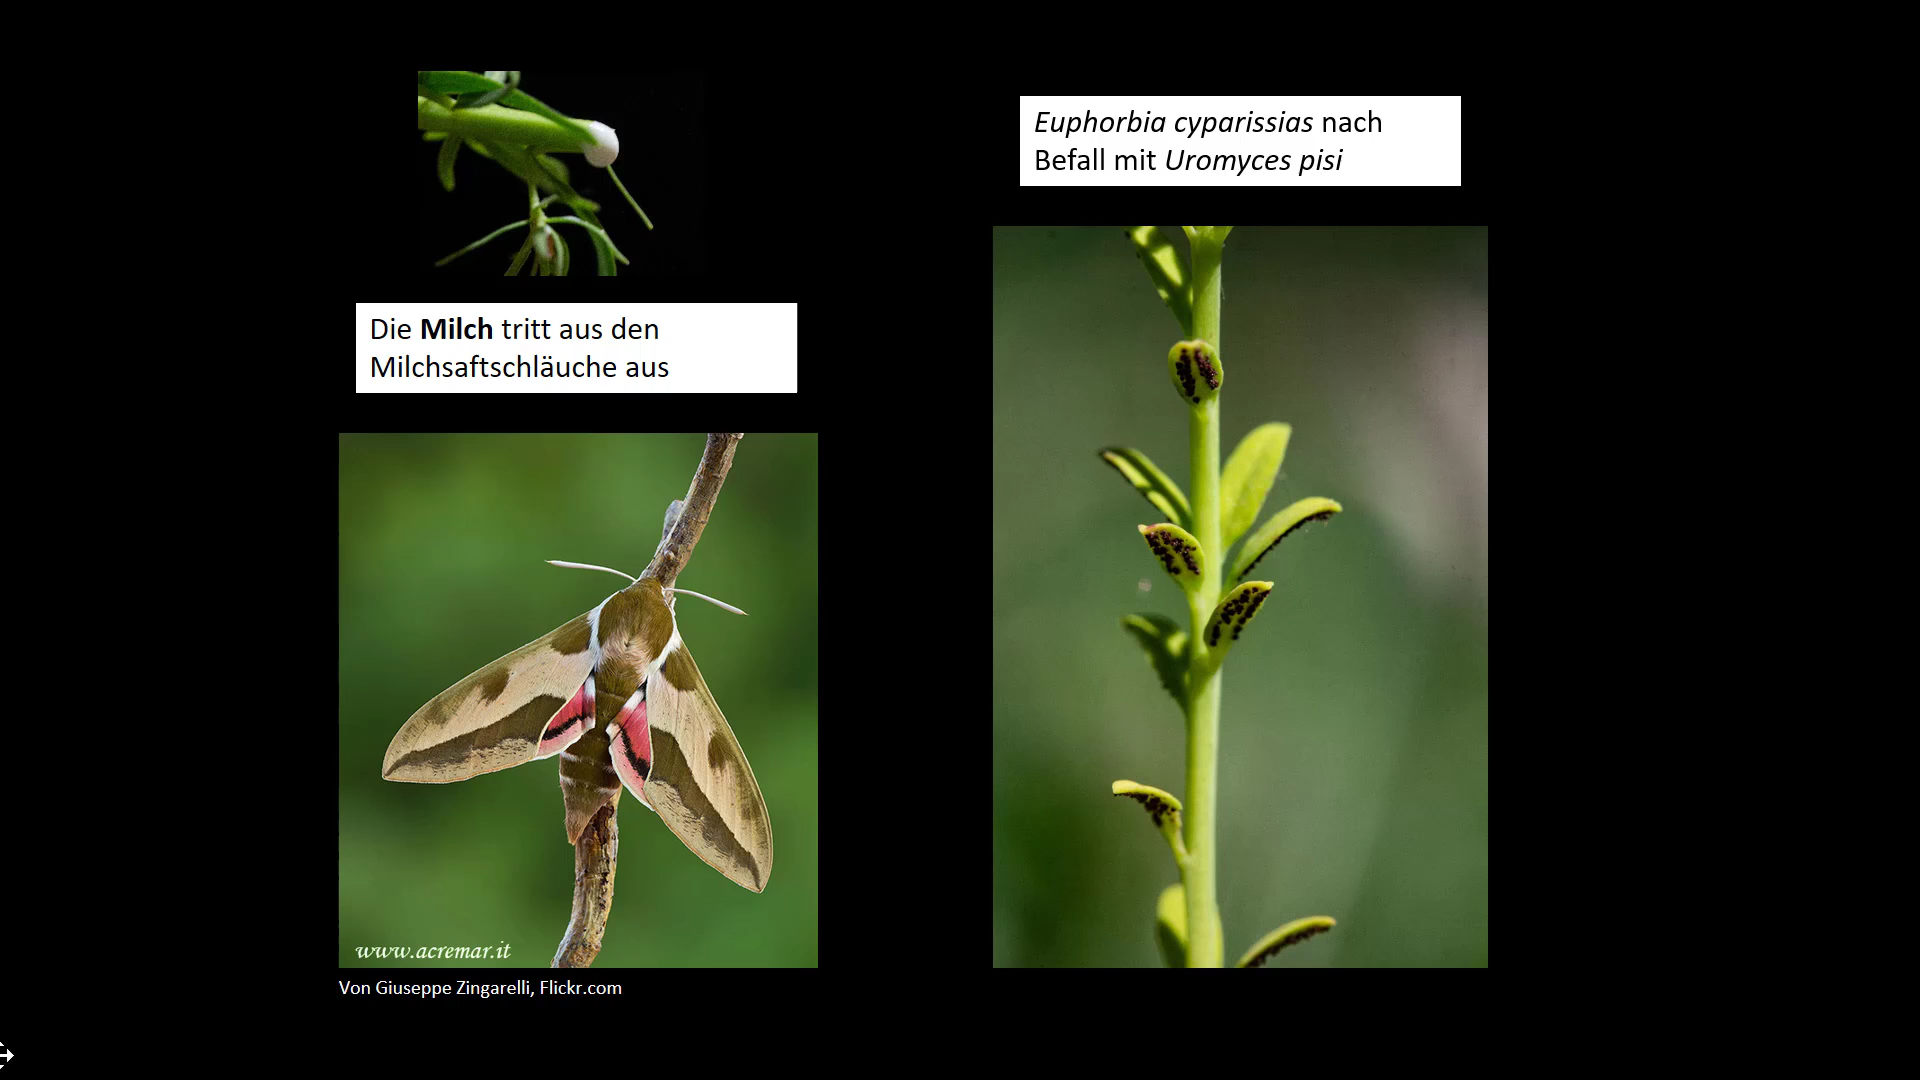 Die Milch tritt aus den
Milchsaftschläuche aus
www.acremar.it
Von Giuseppe Zingarelli, Flickr.com
Euphorbia cyparissias nach
Befall mit Uromyces pisi